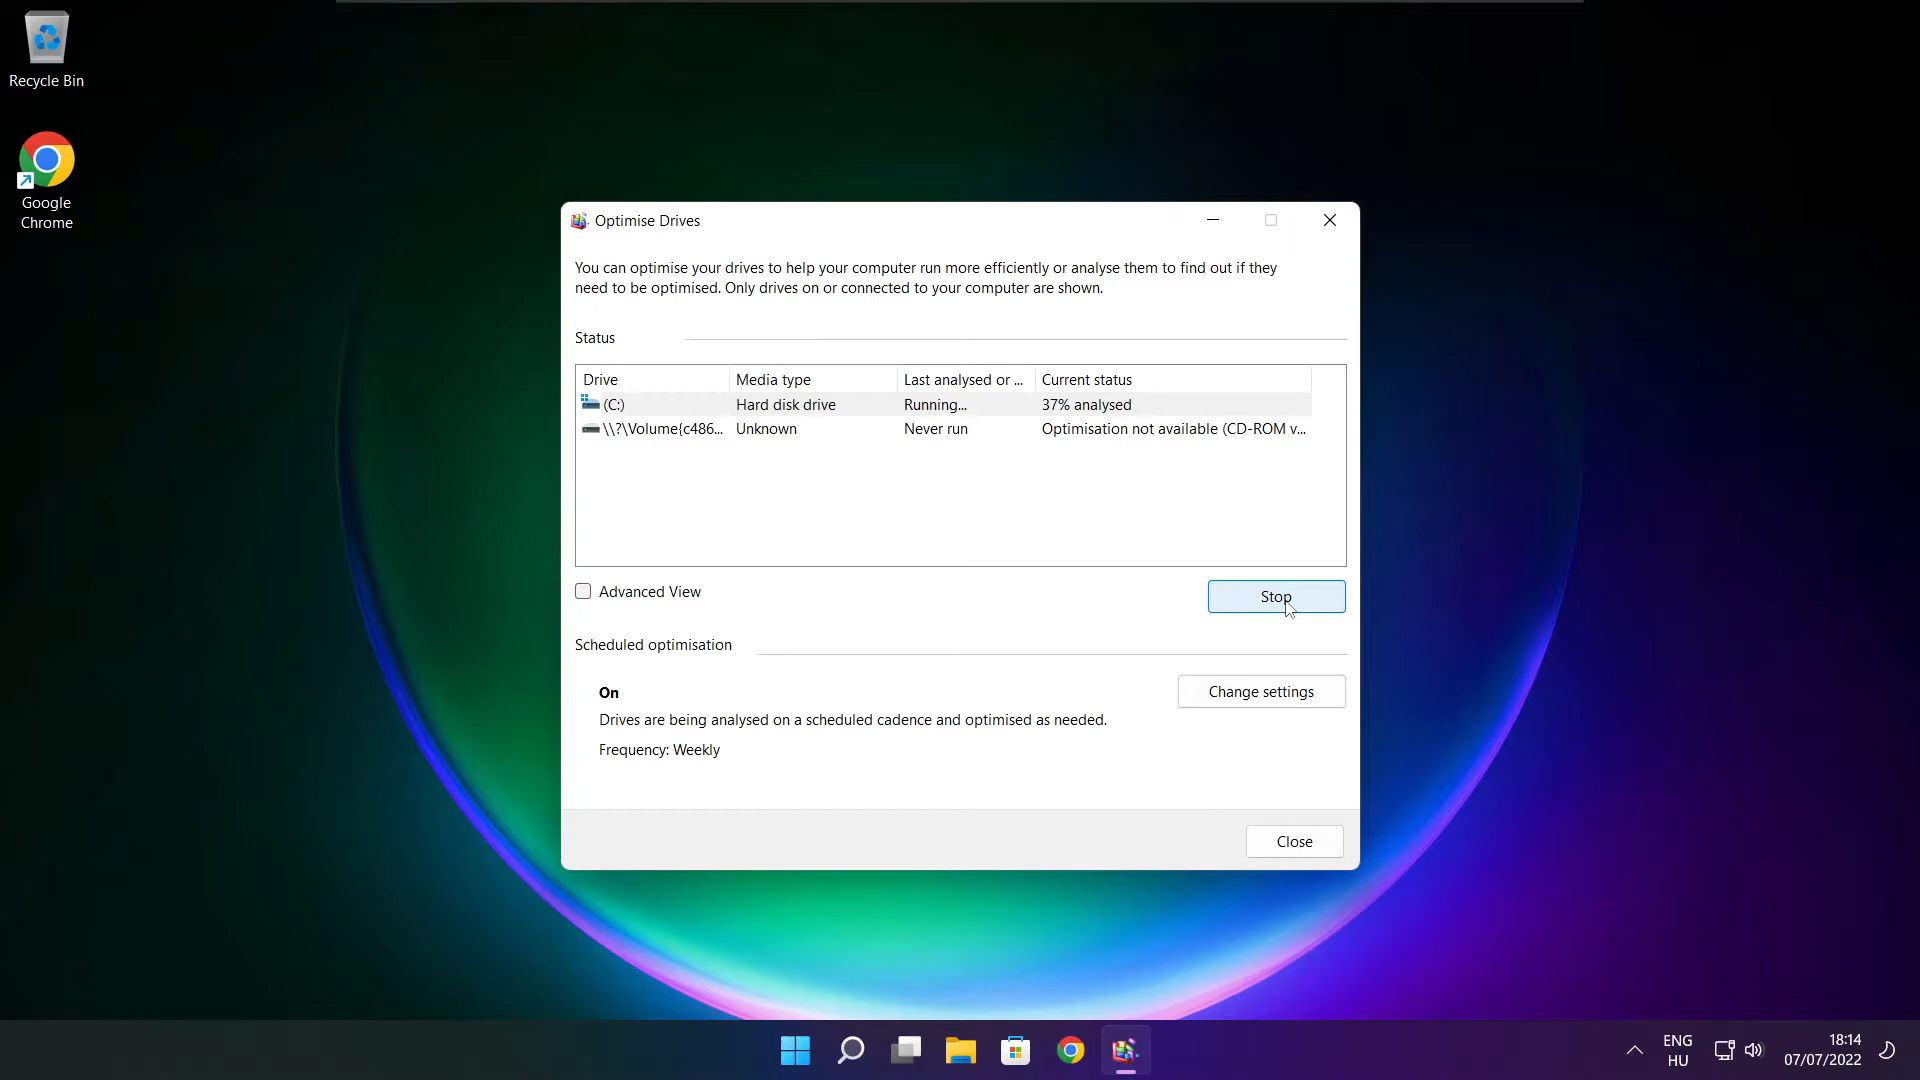 Recycle Bin
Google
Chrome
Optimise Drives
You can optimise your drives to help your computer run more efficiently or analyse them to find out if they
need to be optimised. Only drives on or connected to your computer are shown.
Status
Drive Media type Last analysed or ... Current status
(C:) Hard disk drive Running... 37% analysed
\\?\Volume{c486... Unknown Never run Optimisation not available (CD-ROM v...
Advanced View
Stop
Scheduled optimisation
On
Change settings
Drives are being analysed on a scheduled cadence and optimised as needed.
Frequency: Weekly
Close
ENG
HU
18:14
07/07/2022